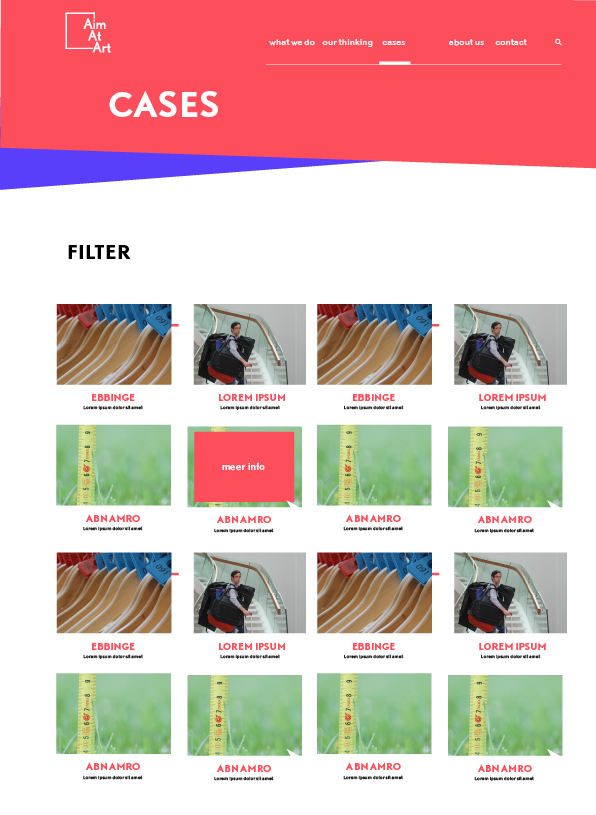 Aim
At
Art
what we do our thinking cases about us contact
CASES
FILTER
EBBINGE LOREM IPSUM EBBINGE LOREM IPSUM
Lorem ipsum dolor sit amet Lorem ipsum dolor sit amet Lorem ipsum dolor sit amet Lorem ipsum dolor sit amet
meer info
ABNAMRO ABNAMRO ABNAMRO ABNAMRO
Lorem ipsum dolor sit amet Lorem ipsum dolor sit amet Lorem ipsum dolor sit amet Lorem ipsum dolor sit amet
EBBINGE LOREM IPSUM EBBINGE LOREM IPSUM
Lorem ipsum dolor sit amet Lorem ipsum dolor sit amet Lorem ipsum dolor sit amet Lorem ipsum dolor sit amet
ABNAMRO ABNAMRO ABNAMRO ABNAMRO
Lorem ipsum dolor sit amet Lorem ipsum dolor sit amet Lorem ipsum dolor sit amet Lorem ipsum dolor sit amet